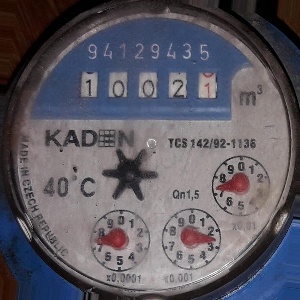 94129435
10021
m³
KADEN
TCS 142/92-1136
40°C
Qn1,5
MADE IN CZECH REPUBLIC
x0,01
x0,0001
x0,001